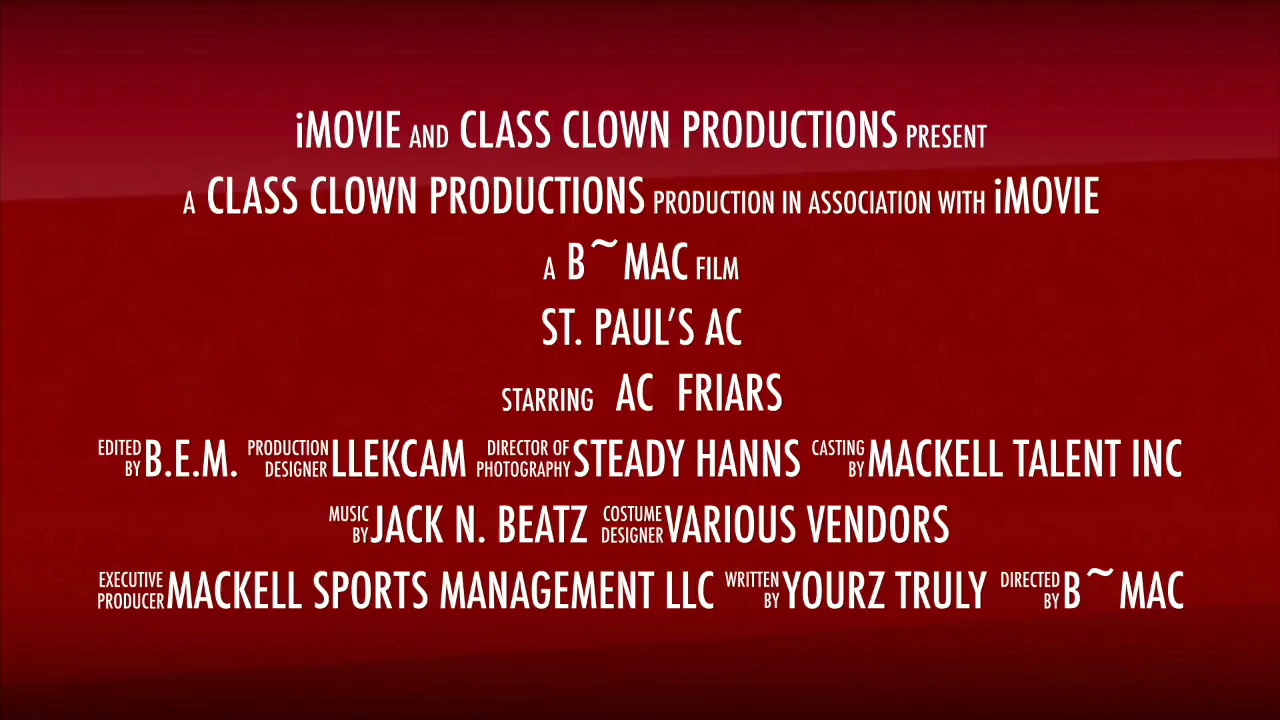 iMOVIE AND CLASS CLOWN PRODUCTIONS PRESENT
A CLASS CLOWN PRODUCTIONS PRODUCTION IN ASSOCIATION WITH iMOVIE
A B~MAC FILM
ST. PAUL'S AC
STARRING AC FRIARS
EDITED BY B.E.M. PRODUCTION DESIGNER LLEKCAM DIRECTOR OF PHOTOGRAPHY STEADY HANNS CASTING BY MACKELL TALENT INC
MUSIC BY JACK N. BEATZ COSTUME DESIGNER VARIOUS VENDORS
EXECUTIVE PRODUCER MACKELL SPORTS MANAGEMENT LLC WRITTEN BY YOURZ TRULY DIRECTED BY B~MAC